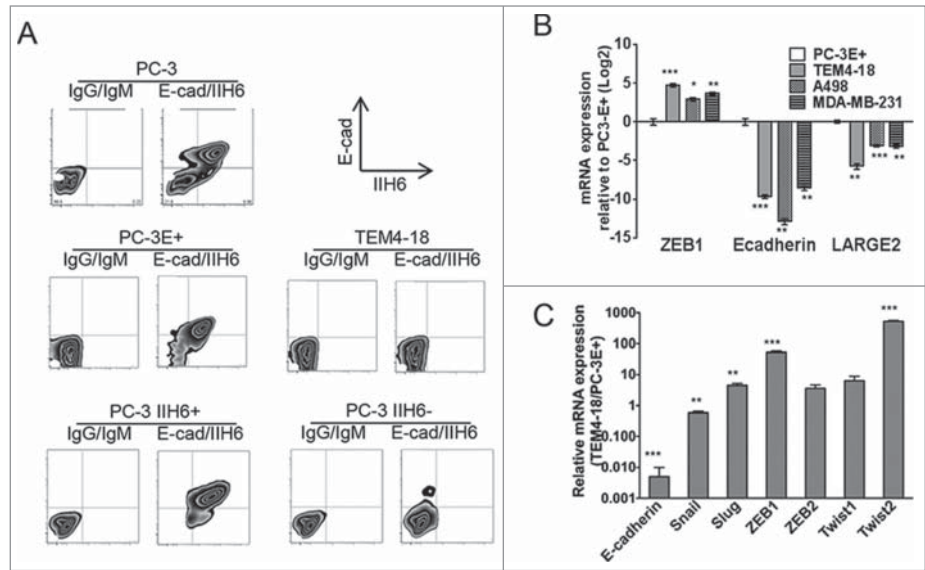 A
PC-3
IgG/IgM E-cad/IIH6
E-cad
IIH6
PC-3E+
IgG/IgM E-cad/IIH6
TEM4-18
IgG/IgM E-cad/IIH6
PC-3 IIH6+
IgG/IgM E-cad/IIH6
PC-3 IIH6-
IgG/IgM E-cad/IIH6
B
mRNA expression
relative to PC3-E+ (Log2)
10
5
0
-5
-10
-15
PC-3E+
TEM4-18
A498
MDA-MB-231
*** * **
*** ** **
** *** **
ZEB1 Ecadherin LARGE2
C
Relative mRNA expression
(TEM4-18/PC-3E+)
1000
100
10
1
0.100
0.010
0.001
*** ** ** *** ***
E-cadherin Snail Slug ZEB1 ZEB2 Twist1 Twist2